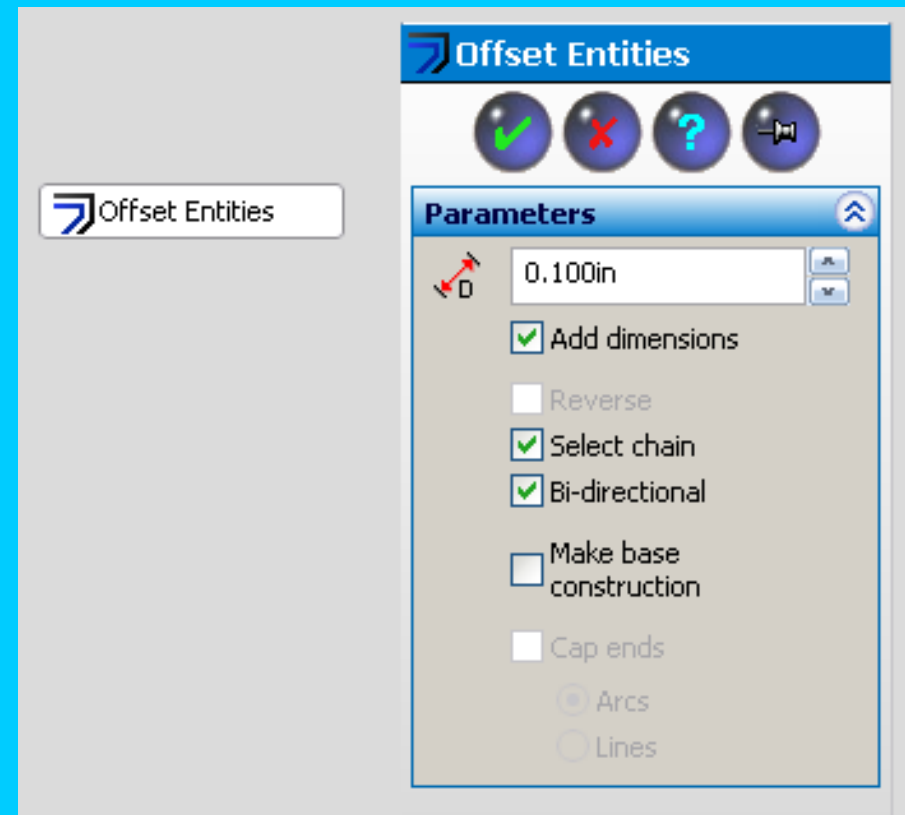 Offset Entities
Offset Entities
?
Parameters
D
0.100in
Add dimensions
Reverse
Select chain
Bi-directional
Make base
construction
Cap ends
Arcs
Lines